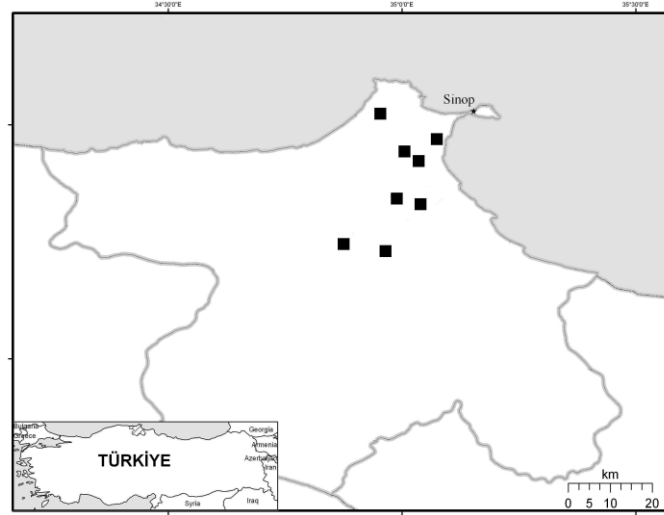 34°30'0"E 35°0'0"E 35°30'0"E
Sinop
Bulgaria
Greece
Georgia
Armenia
Azerbaijan
Iran
TÜRKİYE
Syria Iraq
km
0 5 10 20